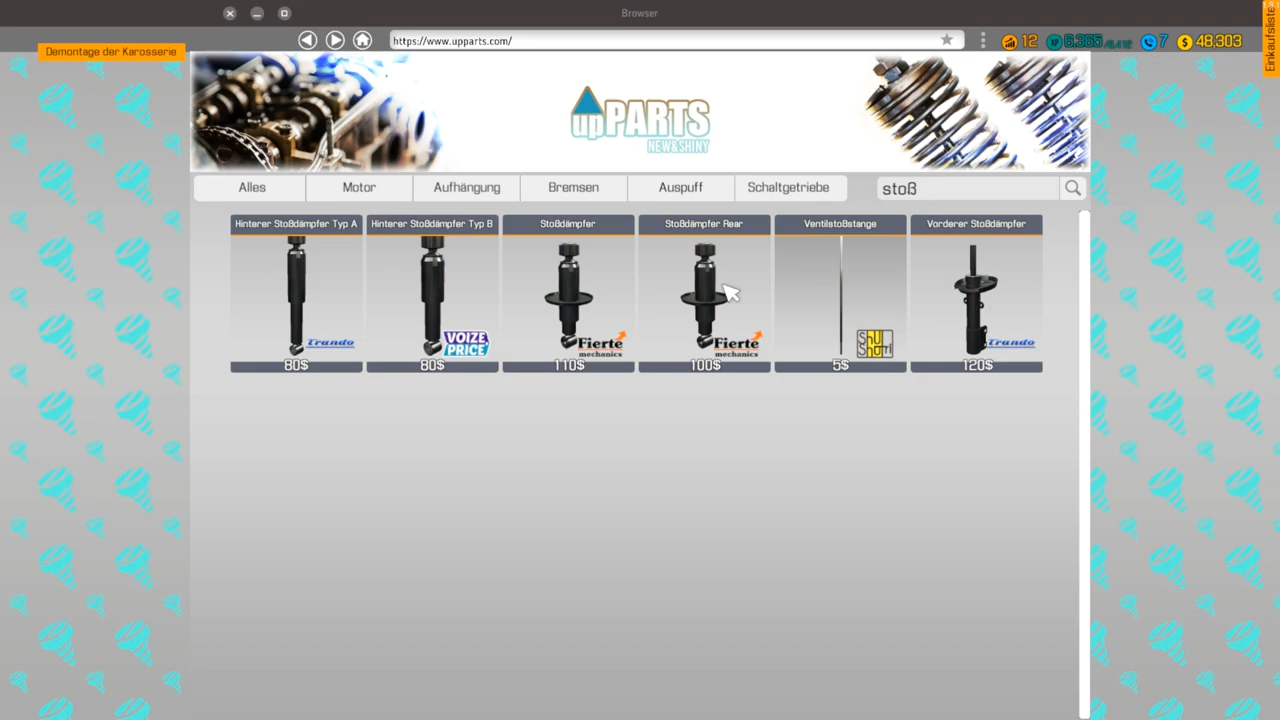 Browser
https://www.upparts.com/
12
6,365
7
$ 48,303
Demontage der Karosserie
Einkaufsliste
upPARTS
NEW&SHINY
Alles
Motor
Aufhängung
Bremsen
Auspuff
Schaltgetriebe
stoß
Hinterer Stoßdämpfer Typ A
Hinterer Stoßdämpfer Typ B
Stoßdämpfer
Stoßdämpfer Rear
Ventilstoßstange
Vorderer Stoßdämpfer
Trando
VOIZE PRICE
Fierte mechanics
Fierte mechanics
Trando
80$
80$
110$
100$
5$
120$